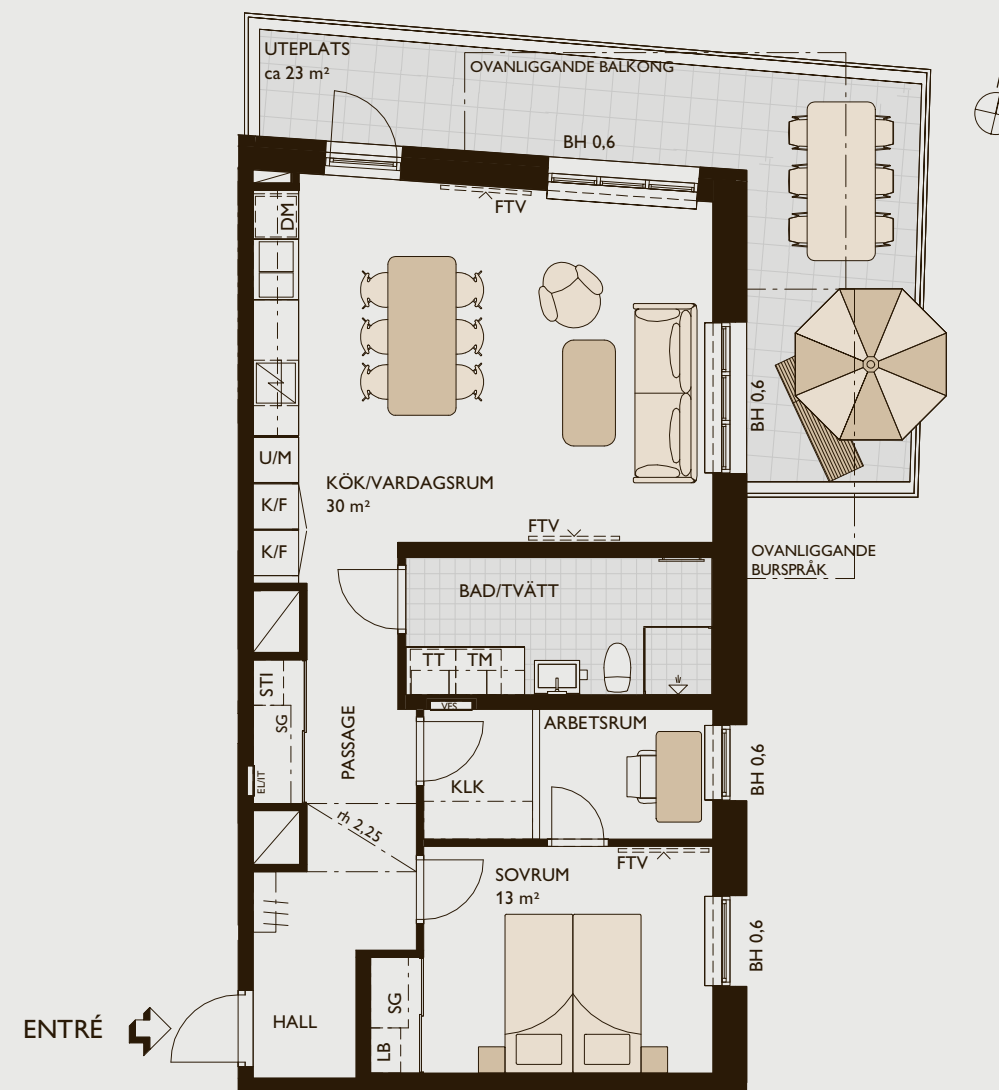 UTEPLATS
ca 23 m²
OVANLIGGANDE BALKONG
BH 0,6
FTV
DM
BH 0,6
U/M
KÖK/VARDAGSRUM
30 m²
K/F
FTV
K/F
OVANLIGGANDE
BURSPRÅK
BAD/TVÄTT
TT
TM
STI
SG
VFS
PASSAGE
ARBETSRUM
EL/IT
KLK
BH 0,6
rh 2,25
FTV
SOVRUM
13 m²
BH 0,6
SG
HALL
ENTRÉ
LB